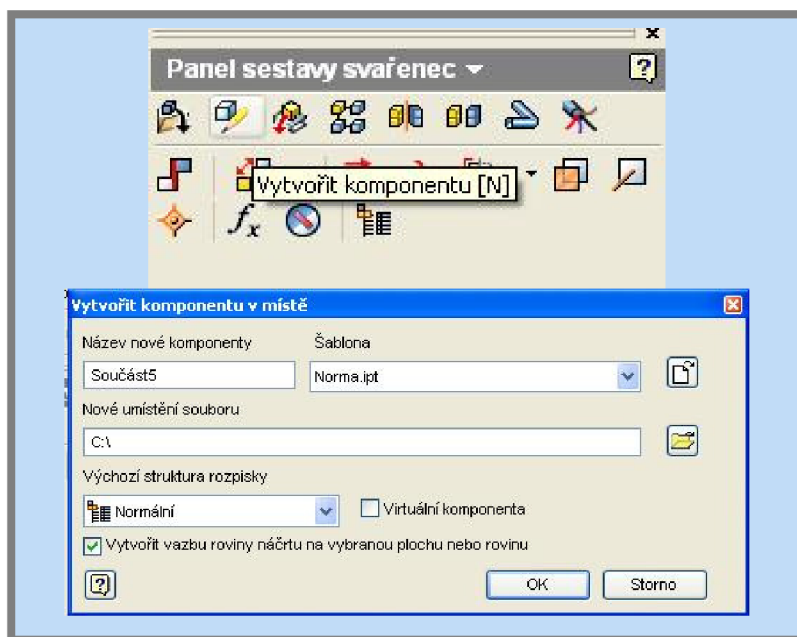 Panel sestavy svařenec
Vytvořit komponentu [N]
fx
Vytvořit komponentu v místě
Název nové komponenty Šablona
Součást5 Norma.ipt
Nové umístění souboru
C:\
Výchozí struktura rozpisky
Normální Virtuální komponenta
Vytvořit vazbu roviny náčrtu na vybranou plochu nebo rovinu
OK Storno